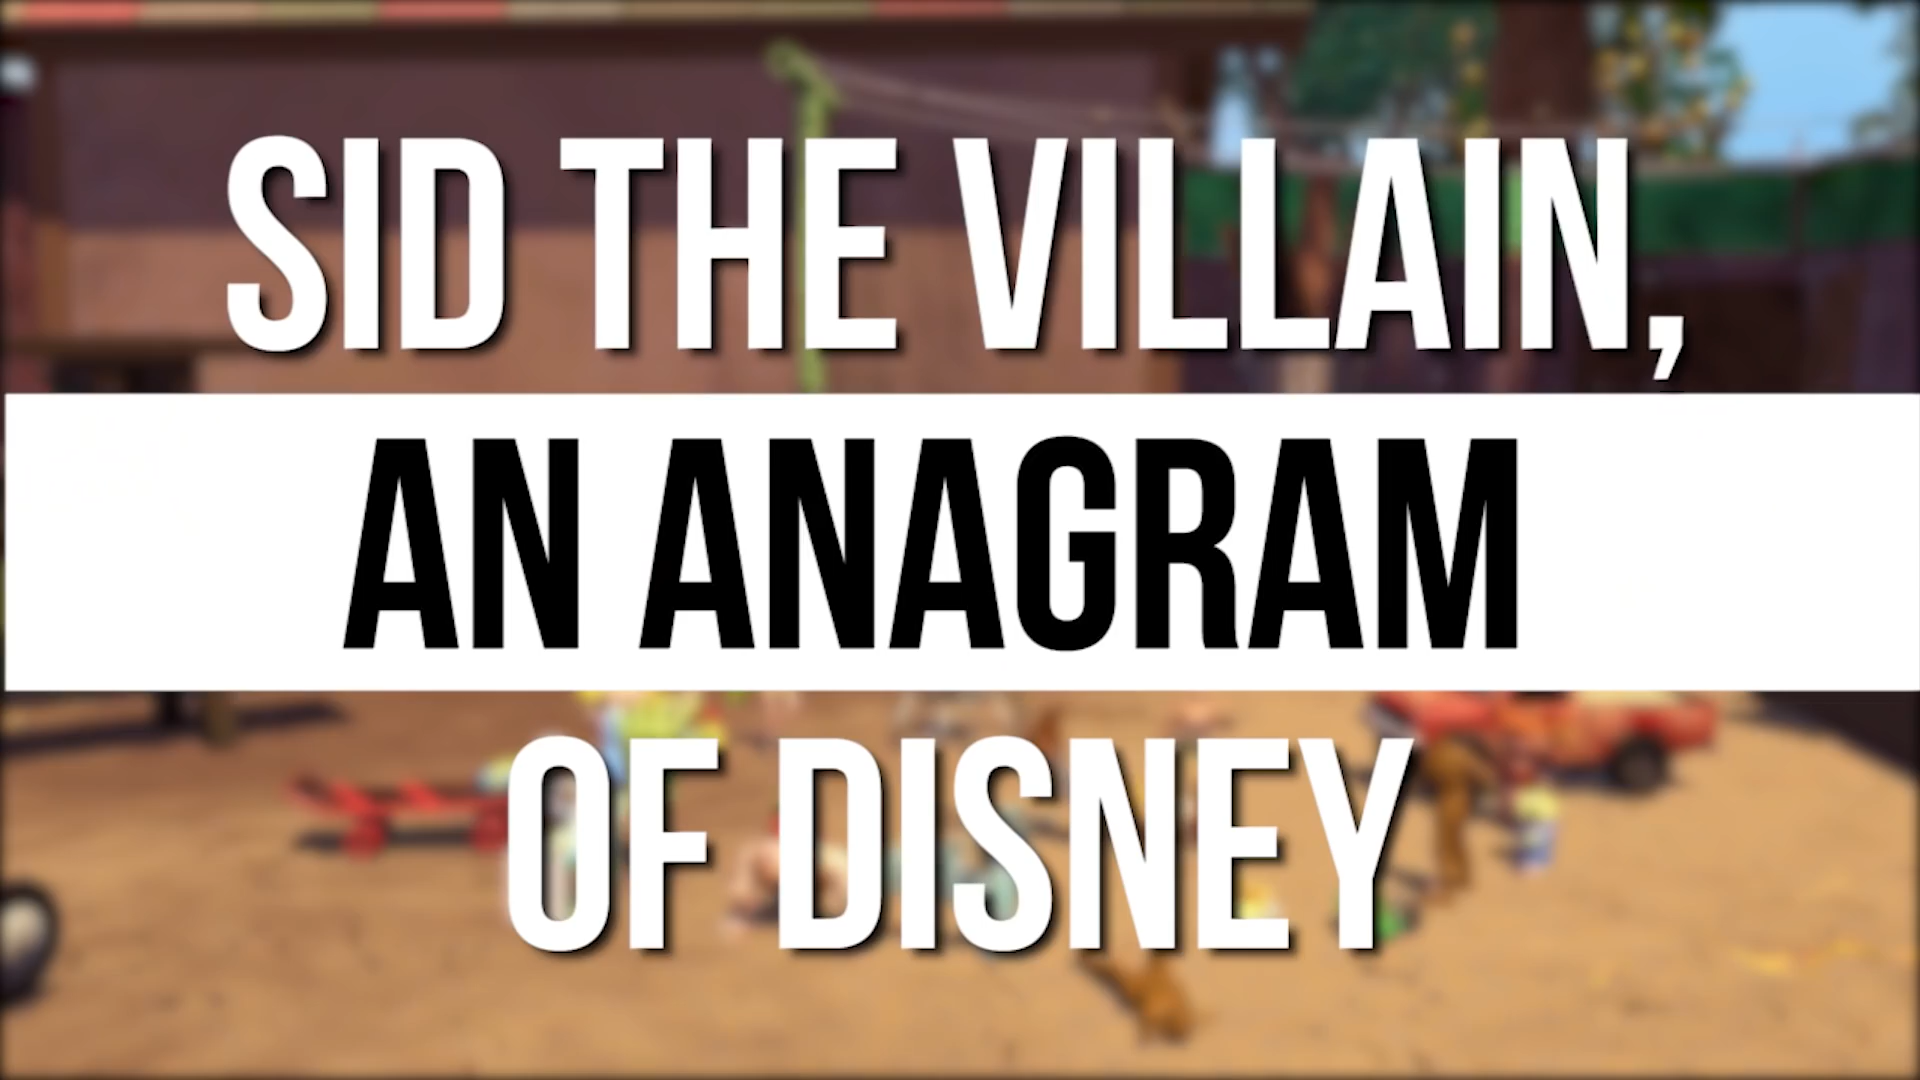 SID THE VILLAIN,
AN ANAGRAM
OF DISNEY